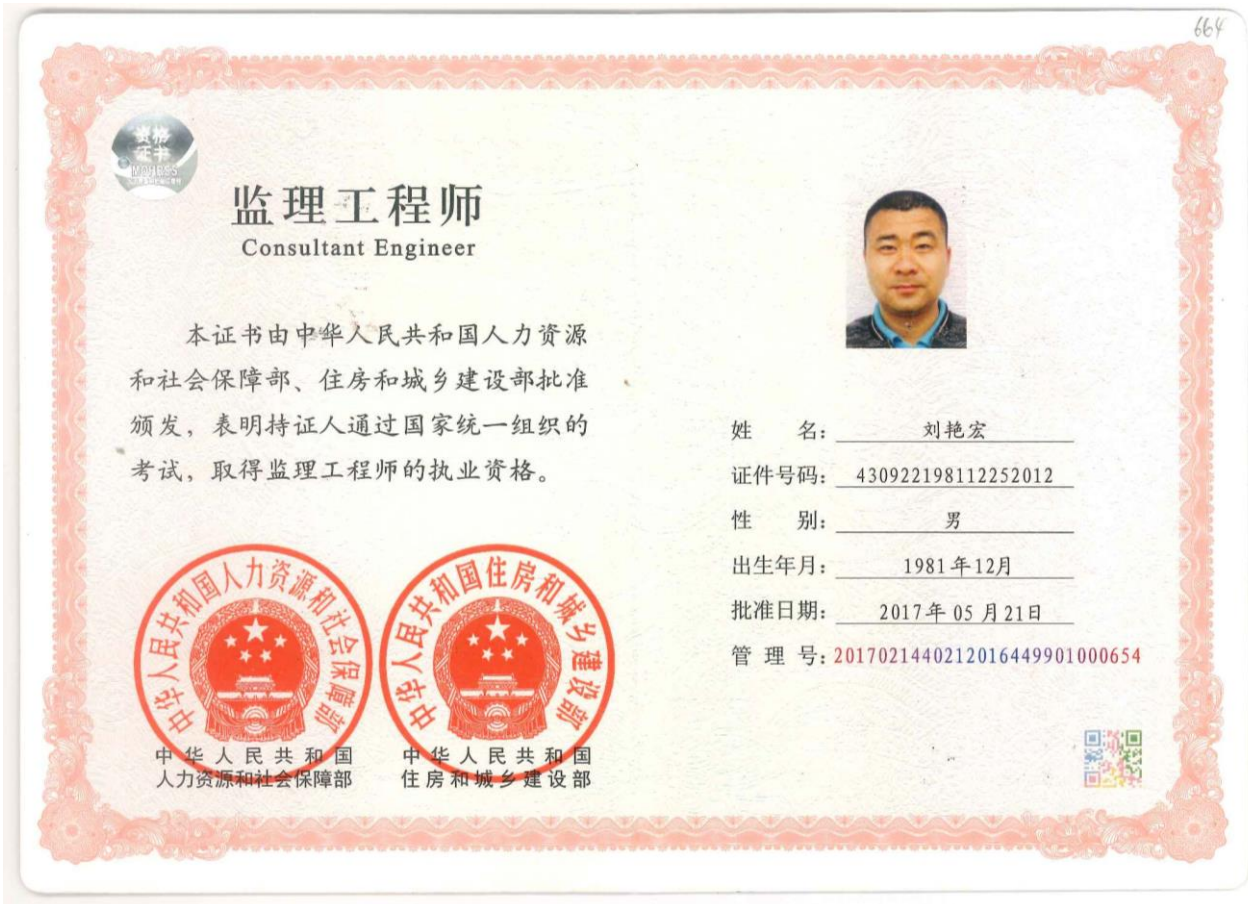 664
资格
证书
MOHRSS
监理工程师
Consultant Engineer
本证书由中华人民共和国人力资源
和社会保障部、住房和城乡建设部批准
颁发，表明持证人通过国家统一组织的
考试，取得监理工程师的执业资格。
中华人民共和国人力资源和社会保障部
中华人民共和国
人力资源和社会保障部
中华人民共和国住房和城乡建设部
中华人民共和国
住房和城乡建设部
姓 名：刘艳宏
证件号码：430922198112252012
性 别：男
出生年月：1981年12月
批准日期：2017年05月21日
管 理 号：2017021440212016449901000654